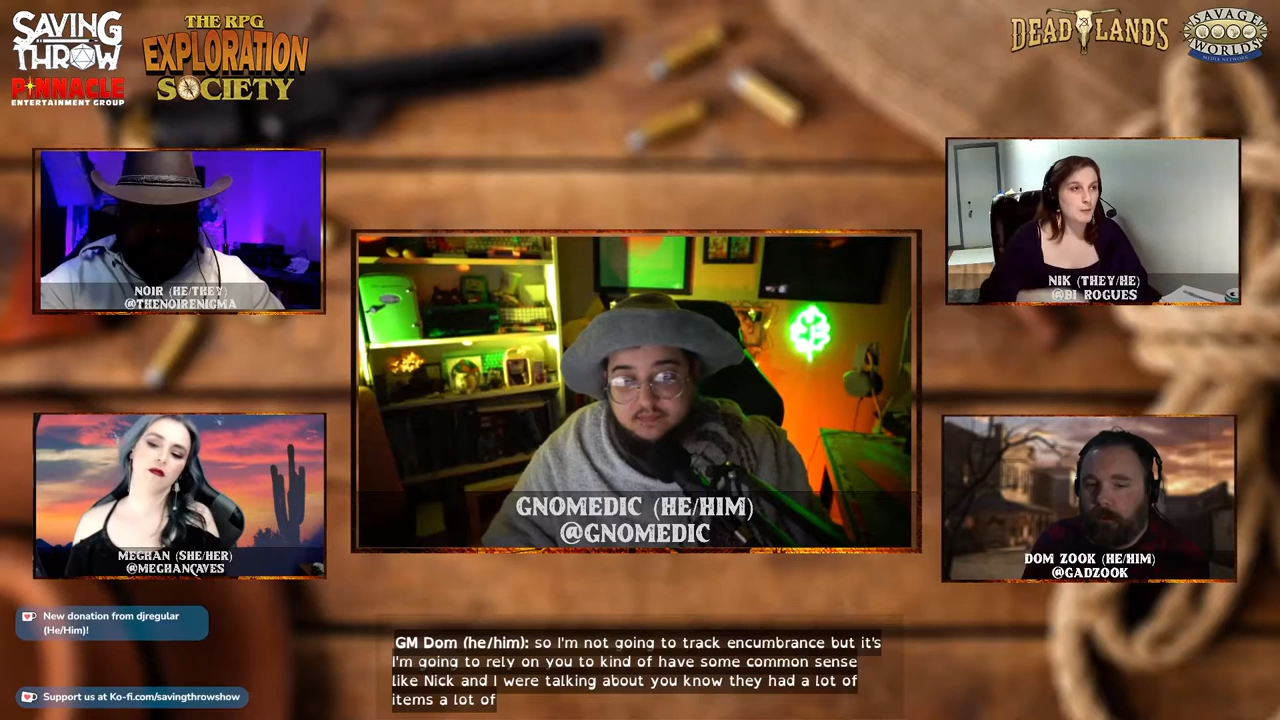 SAVING
THROW
PINNACLE
ENTERTAINMENT GROUP
THE RPG
EXPLORATION
SOCIETY
DEADLANDS
SAVAGE
WORLDS
MEDIA NETWORK
NOIR (HE/THEY)
@THENOIRENIGMA
NIK (THEY/HE)
@BI_ROGUES
GNOMEDIC (HE/HIM)
@GNOMEDIC
MEGHAN (SHE/HER)
@MEGHANCAVES
DOM ZOOK (HE/HIM)
@GADZOOK
New donation from djregular
(He/Him)!
Support us at Ko-fi.com/savingthrowshow
GM Dom (he/him): so I'm not going to track encumbrance but it's
I'm going to rely on you to kind of have some common sense
like Nick and I were talking about you know they had a lot of
items a lot of